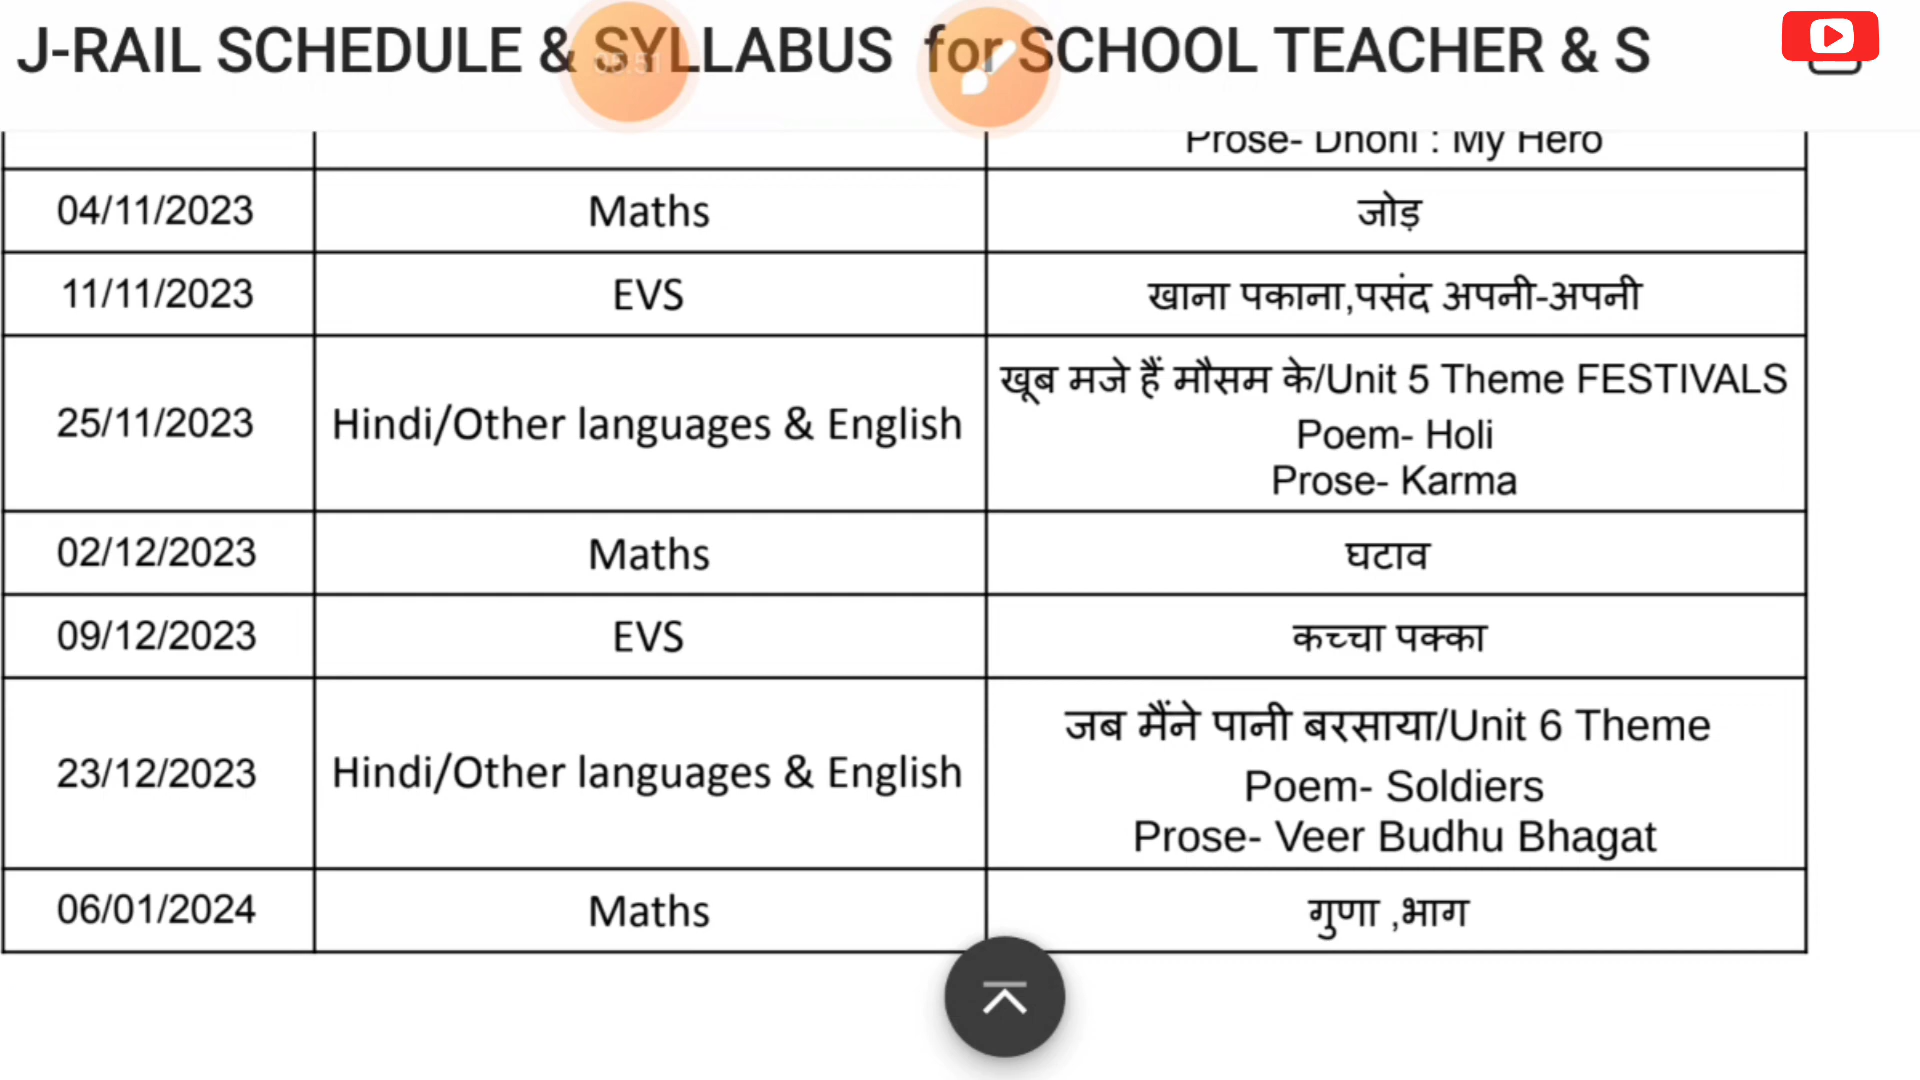 J-RAIL SCHEDULE & SYLLABUS for SCHOOL TEACHER & S
05:51
Prose- Dhoni : My Hero
04/11/2023 Maths जोड़
11/11/2023 EVS खाना पकाना,पसंद अपनी-अपनी
खूब मजे हैं मौसम के/Unit 5 Theme FESTIVALS
25/11/2023 Hindi/Other languages & English Poem- Holi
Prose- Karma
02/12/2023 Maths घटाव
09/12/2023 EVS कच्चा पक्का
जब मैंने पानी बरसाया/Unit 6 Theme
23/12/2023 Hindi/Other languages & English Poem- Soldiers
Prose- Veer Budhu Bhagat
06/01/2024 Maths गुणा ,भाग